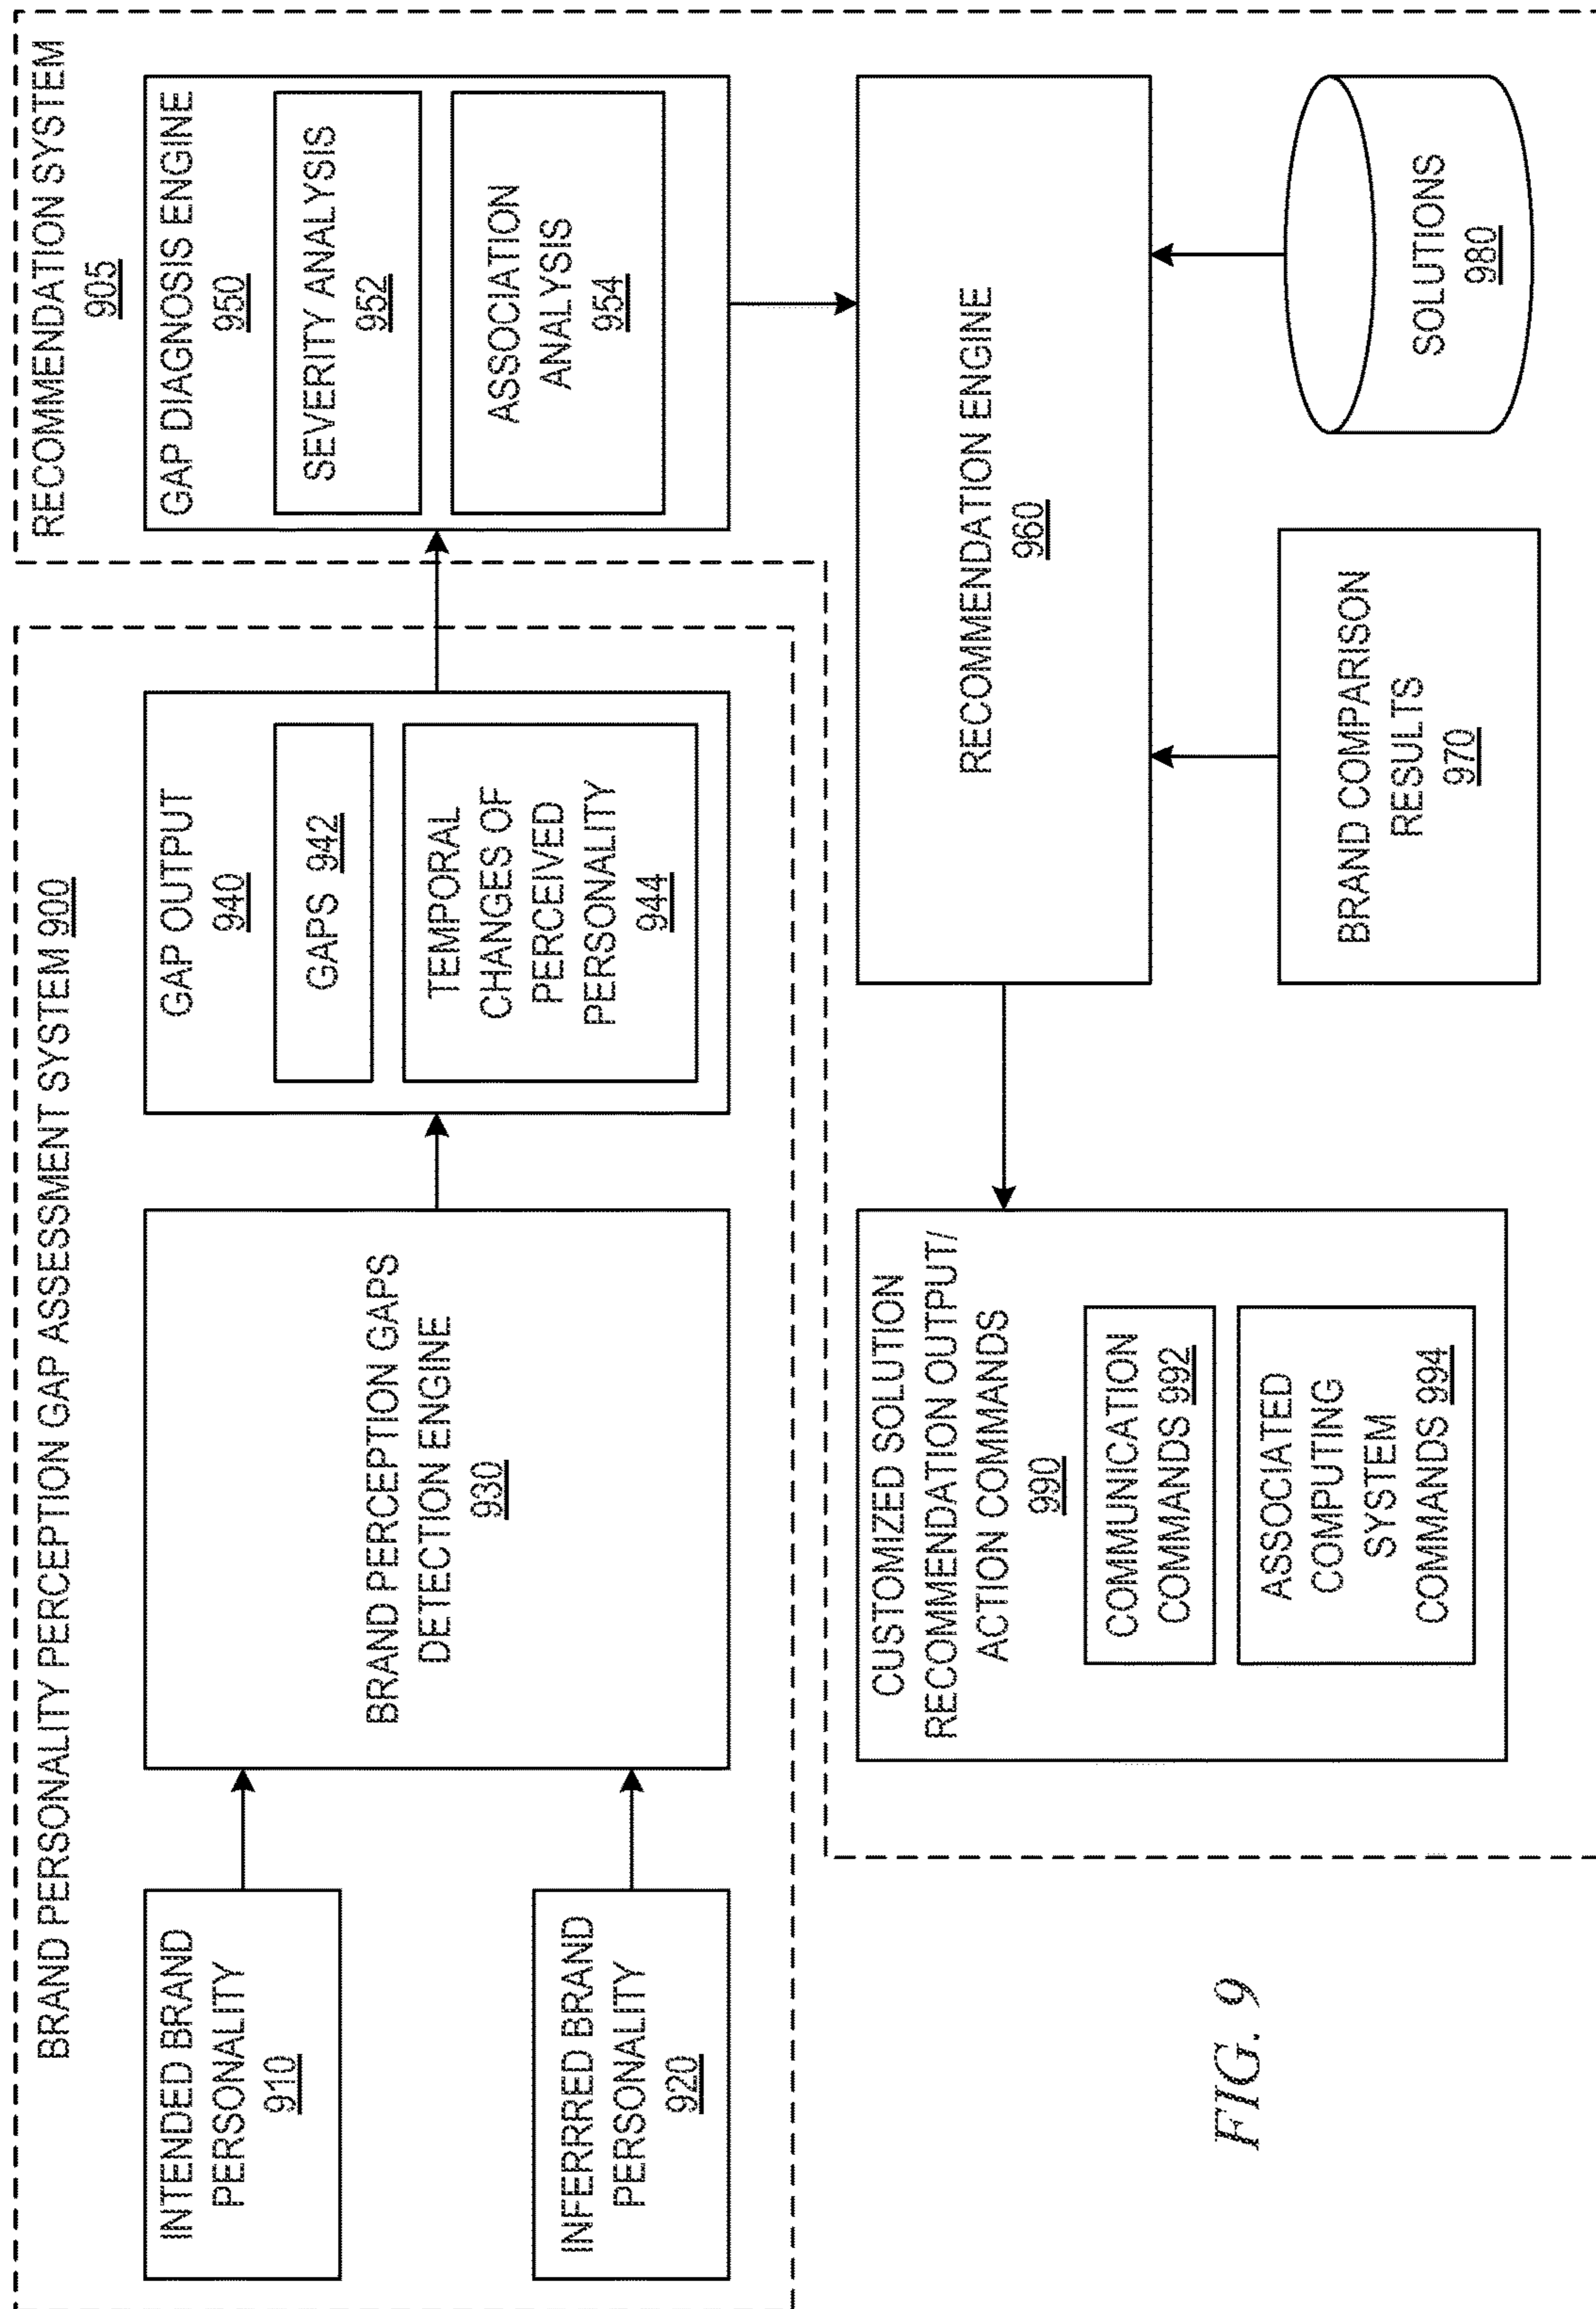 BRAND PERSONALITY PERCEPTION GAP ASSESSMENT SYSTEM 900
INTENDED BRAND
PERSONALITY
910
INFERRED BRAND
PERSONALITY
920
BRAND PERCEPTION GAPS
DETECTION ENGINE
930
GAP OUTPUT
940
GAPS 942
TEMPORAL
CHANGES OF
PERCEIVED
PERSONALITY
944
RECOMMENDATION SYSTEM
905
GAP DIAGNOSIS ENGINE
950
SEVERITY ANALYSIS
952
ASSOCIATION
ANALYSIS
954
CUSTOMIZED SOLUTION
RECOMMENDATION OUTPUT/
ACTION COMMANDS
990
COMMUNICATION
COMMANDS 992
ASSOCIATED
COMPUTING
SYSTEM
COMMANDS 994
RECOMMENDATION ENGINE
960
BRAND COMPARISON
RESULTS
970
SOLUTIONS
980
FIG. 9